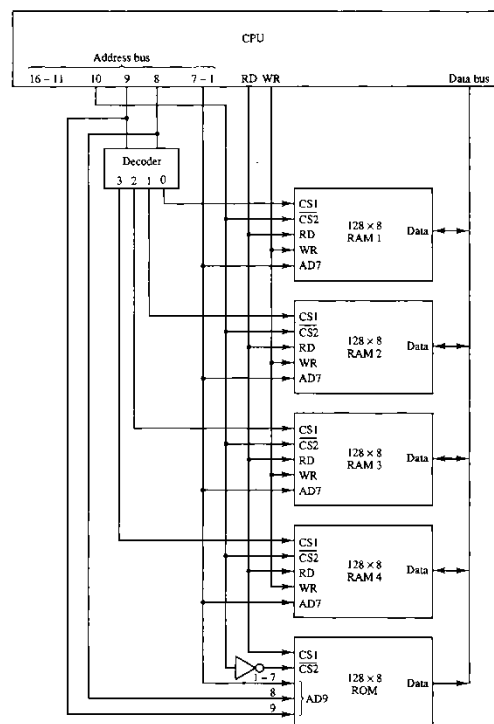 CPU
Address bus
16 – 11 10 9 8 7 – 1 RD WR Data bus
Decoder
3 2 1 0
CS1
CS2
RD
WR
AD7
128 × 8
RAM 1
Data
CS1
CS2
RD
WR
AD7
128 × 8
RAM 2
Data
CS1
CS2
RD
WR
AD7
128 × 8
RAM 3
Data
CS1
CS2
RD
WR
AD7
128 × 8
RAM 4
Data
CS1
CS2
1 – 7
8
9
AD9
128 × 8
ROM
Data